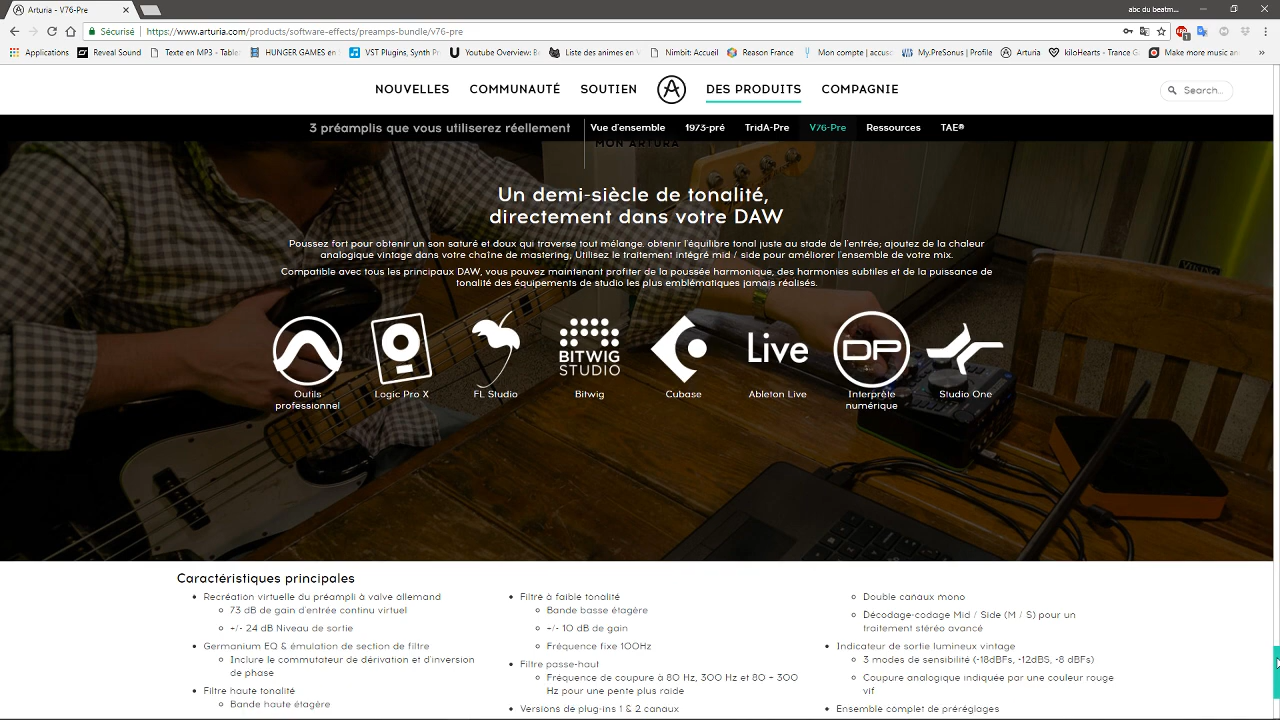 Arturia - V76-Pre
abc du beatm...
Sécurisé
https://www.arturia.com/products/software-effects/preamps-bundle/v76-pre
Applications
Reveal Sound
Texte en MP3 - Table
HUNGER GAMES en
VST Plugins, Synth P
Youtube Overview: B
Liste des animes en V
Nimbit: Accueil
Reason France
Mon compte | accus
My.PreSonus | Profile
Arturia
kiloHearts - Trance G
Make more music an
NOUVELLES
COMMUNAUTÉ
SOUTIEN
DES PRODUITS
COMPAGNIE
Search...
3 préamplis que vous utiliserez réellement
Vue d'ensemble
1973-pré
TridA-Pre
V76-Pre
Ressources
TAE®
MON ARTURA
Un demi-siècle de tonalité,
directement dans votre DAW
Poussez fort pour obtenir un son saturé et doux qui traverse tout mélange. obtenir l'équilibre tonal juste au stade de l'entrée; ajoutez de la chaleur
analogique vintage dans votre chaîne de mastering; Utilisez le traitement intégré mid / side pour améliorer l'ensemble de votre mix.
Compatible avec tous les principaux DAW, vous pouvez maintenant profiter de la poussée harmonique, des harmonies subtiles et de la puissance de
tonalité des équipements de studio les plus emblématiques jamais réalisés.
BITWIG
STUDIO
Live
DP
Outils
professionnel
Logic Pro X
FL Studio
Bitwig
Cubase
Ableton Live
Interprète
numérique
Studio One
Caractéristiques principales
Recréation virtuelle du préampli à valve allemand
73 dB de gain d'entrée continu virtuel
+/- 24 dB Niveau de sortie
Germanium EQ & émulation de section de filtre
Inclure le commutateur de dérivation et d'inversion
de phase
Filtre haute tonalité
Bande haute étagère
Filtre à faible tonalité
Bande basse étagère
+/- 10 dB de gain
Fréquence fixe 100Hz
Filtre passe-haut
Fréquence de coupure à 80 Hz, 300 Hz et 80 + 300
Hz pour une pente plus raide
Versions de plug-ins 1 & 2 canaux
Double canaux mono
Décodage-codage Mid / Side (M / S) pour un
traitement stéréo avancé
Indicateur de sortie lumineux vintage
3 modes de sensibilité (-18dBFs, -12dBS, -8 dBFs)
Coupure analogique indiquée par une couleur rouge
vif
Ensemble complet de préréglages